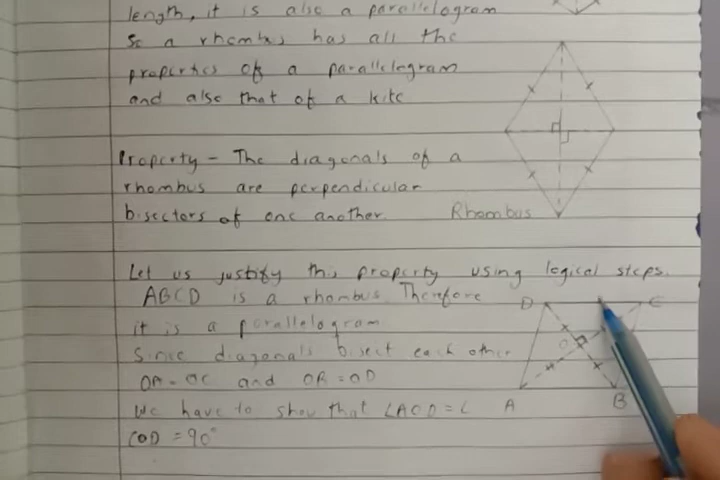 length, it is also a parallelogram
So a rhombus has all the
properties of a parallelogram
and also that of a kite
Property - The diagonals of a
rhombus are perpendicular
bisectors of one another.
Rhombus
Let us justify this property using logical steps.
ABCD is a rhombus. Therefore
it is a parallelogram
Since diagonals bisect each other
OA = OC and OB = OD
We have to show that ∠AOD = ∠
COD = 90°
D C
O
A B